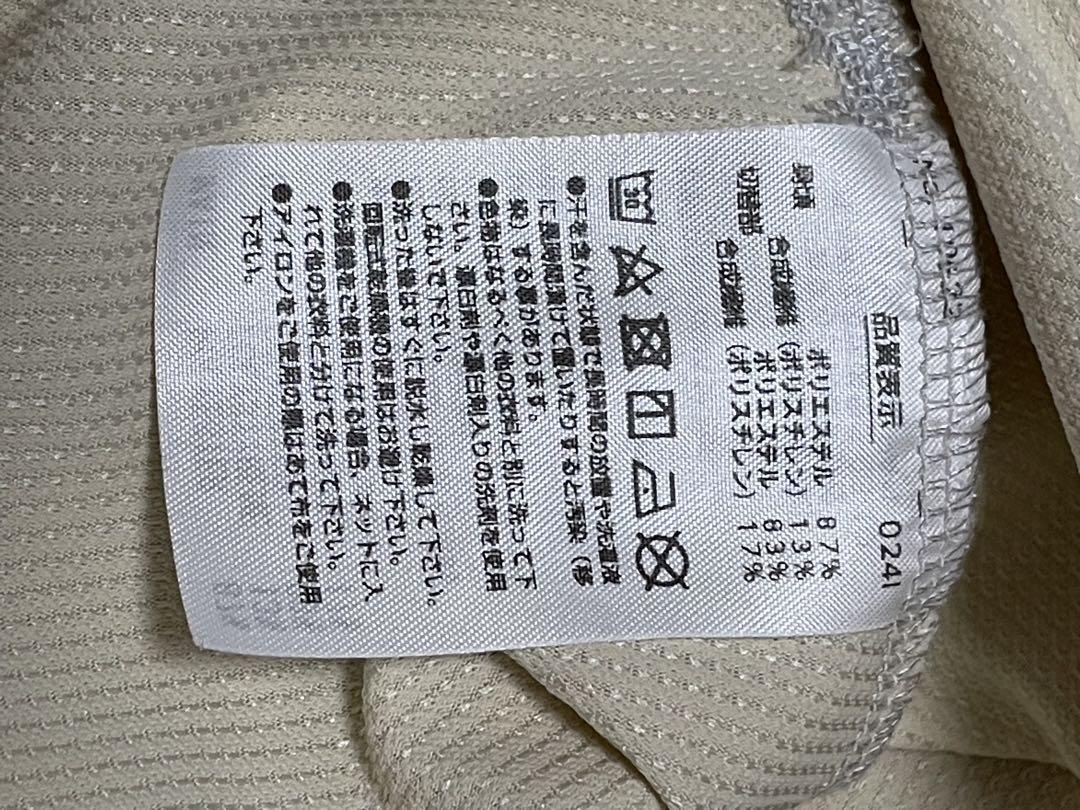 0241
品質表示
身頃 ポリエステル 87%
合成繊維(ポリスチレン) 13%
切替部 ポリエステル 83%
合成繊維(ポリスチレン) 17%
30
●汗を含んだ状態で長時間の放置や洗濯液
に長時間漬けて置いたりすると汚染(移
染)する事があります。
●色物はなるべく他の衣料と別に洗って下
さい。漂白剤や漂白剤入りの洗剤を使用
しないで下さい。
●洗った後はすぐに脱水し乾燥して下さい。
回転式乾燥機の使用はお避け下さい。
●洗濯機をご使用になる場合、ネットに入
れて他の衣料と分けて洗って下さい。
●アイロンをご使用の際はあて布をご使用
下さい。